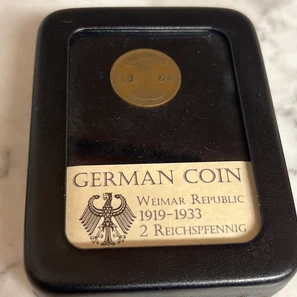 GERMAN COIN
WEIMAR REPUBLIC
1919-1933
2 REICHSPFENNIG